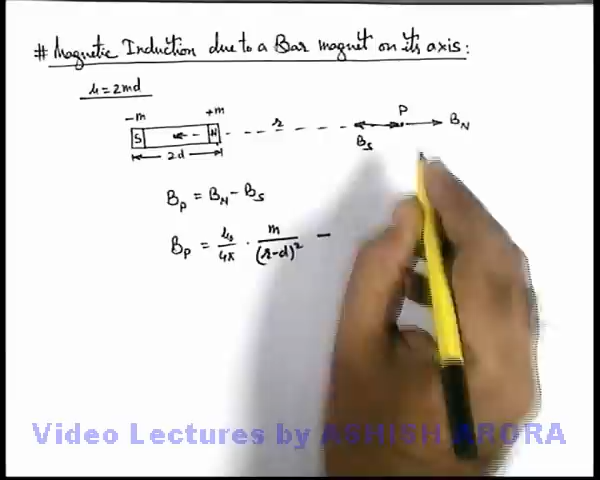 # Magnetic Induction due to a Bar magnet on its axis:
μ = 2md
-m +m r P B_N
S N B_S
2d
B_P = B_N - B_S
B_P = μ₀/4π · m/(r-d)² -
Video Lectures by ASHISH ARORA